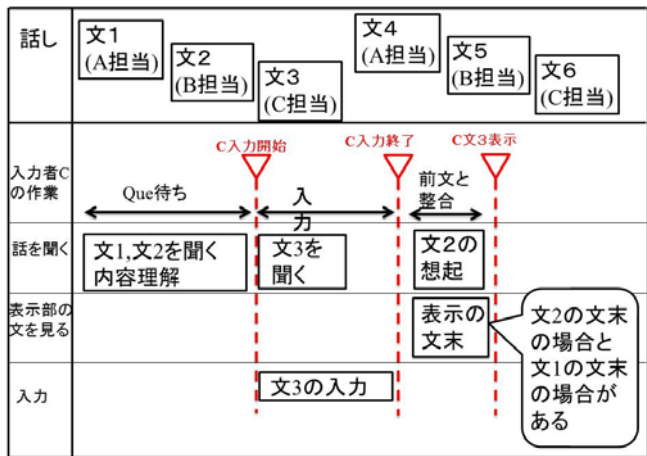 話し
文1
(A担当)
文2
(B担当)
文3
(C担当)
文4
(A担当)
文5
(B担当)
文6
(C担当)
入力者C
の作業
C入力開始
C入力終了
C文3表示
Que待ち
入
力
前文と
整合
話を聞く
文1,文2を聞く
内容理解
文3を
聞く
文2の
想起
表示部の
文を見る
表示の
文末
文2の文末
の場合と
文1の文末
の場合が
ある
入力
文3の入力